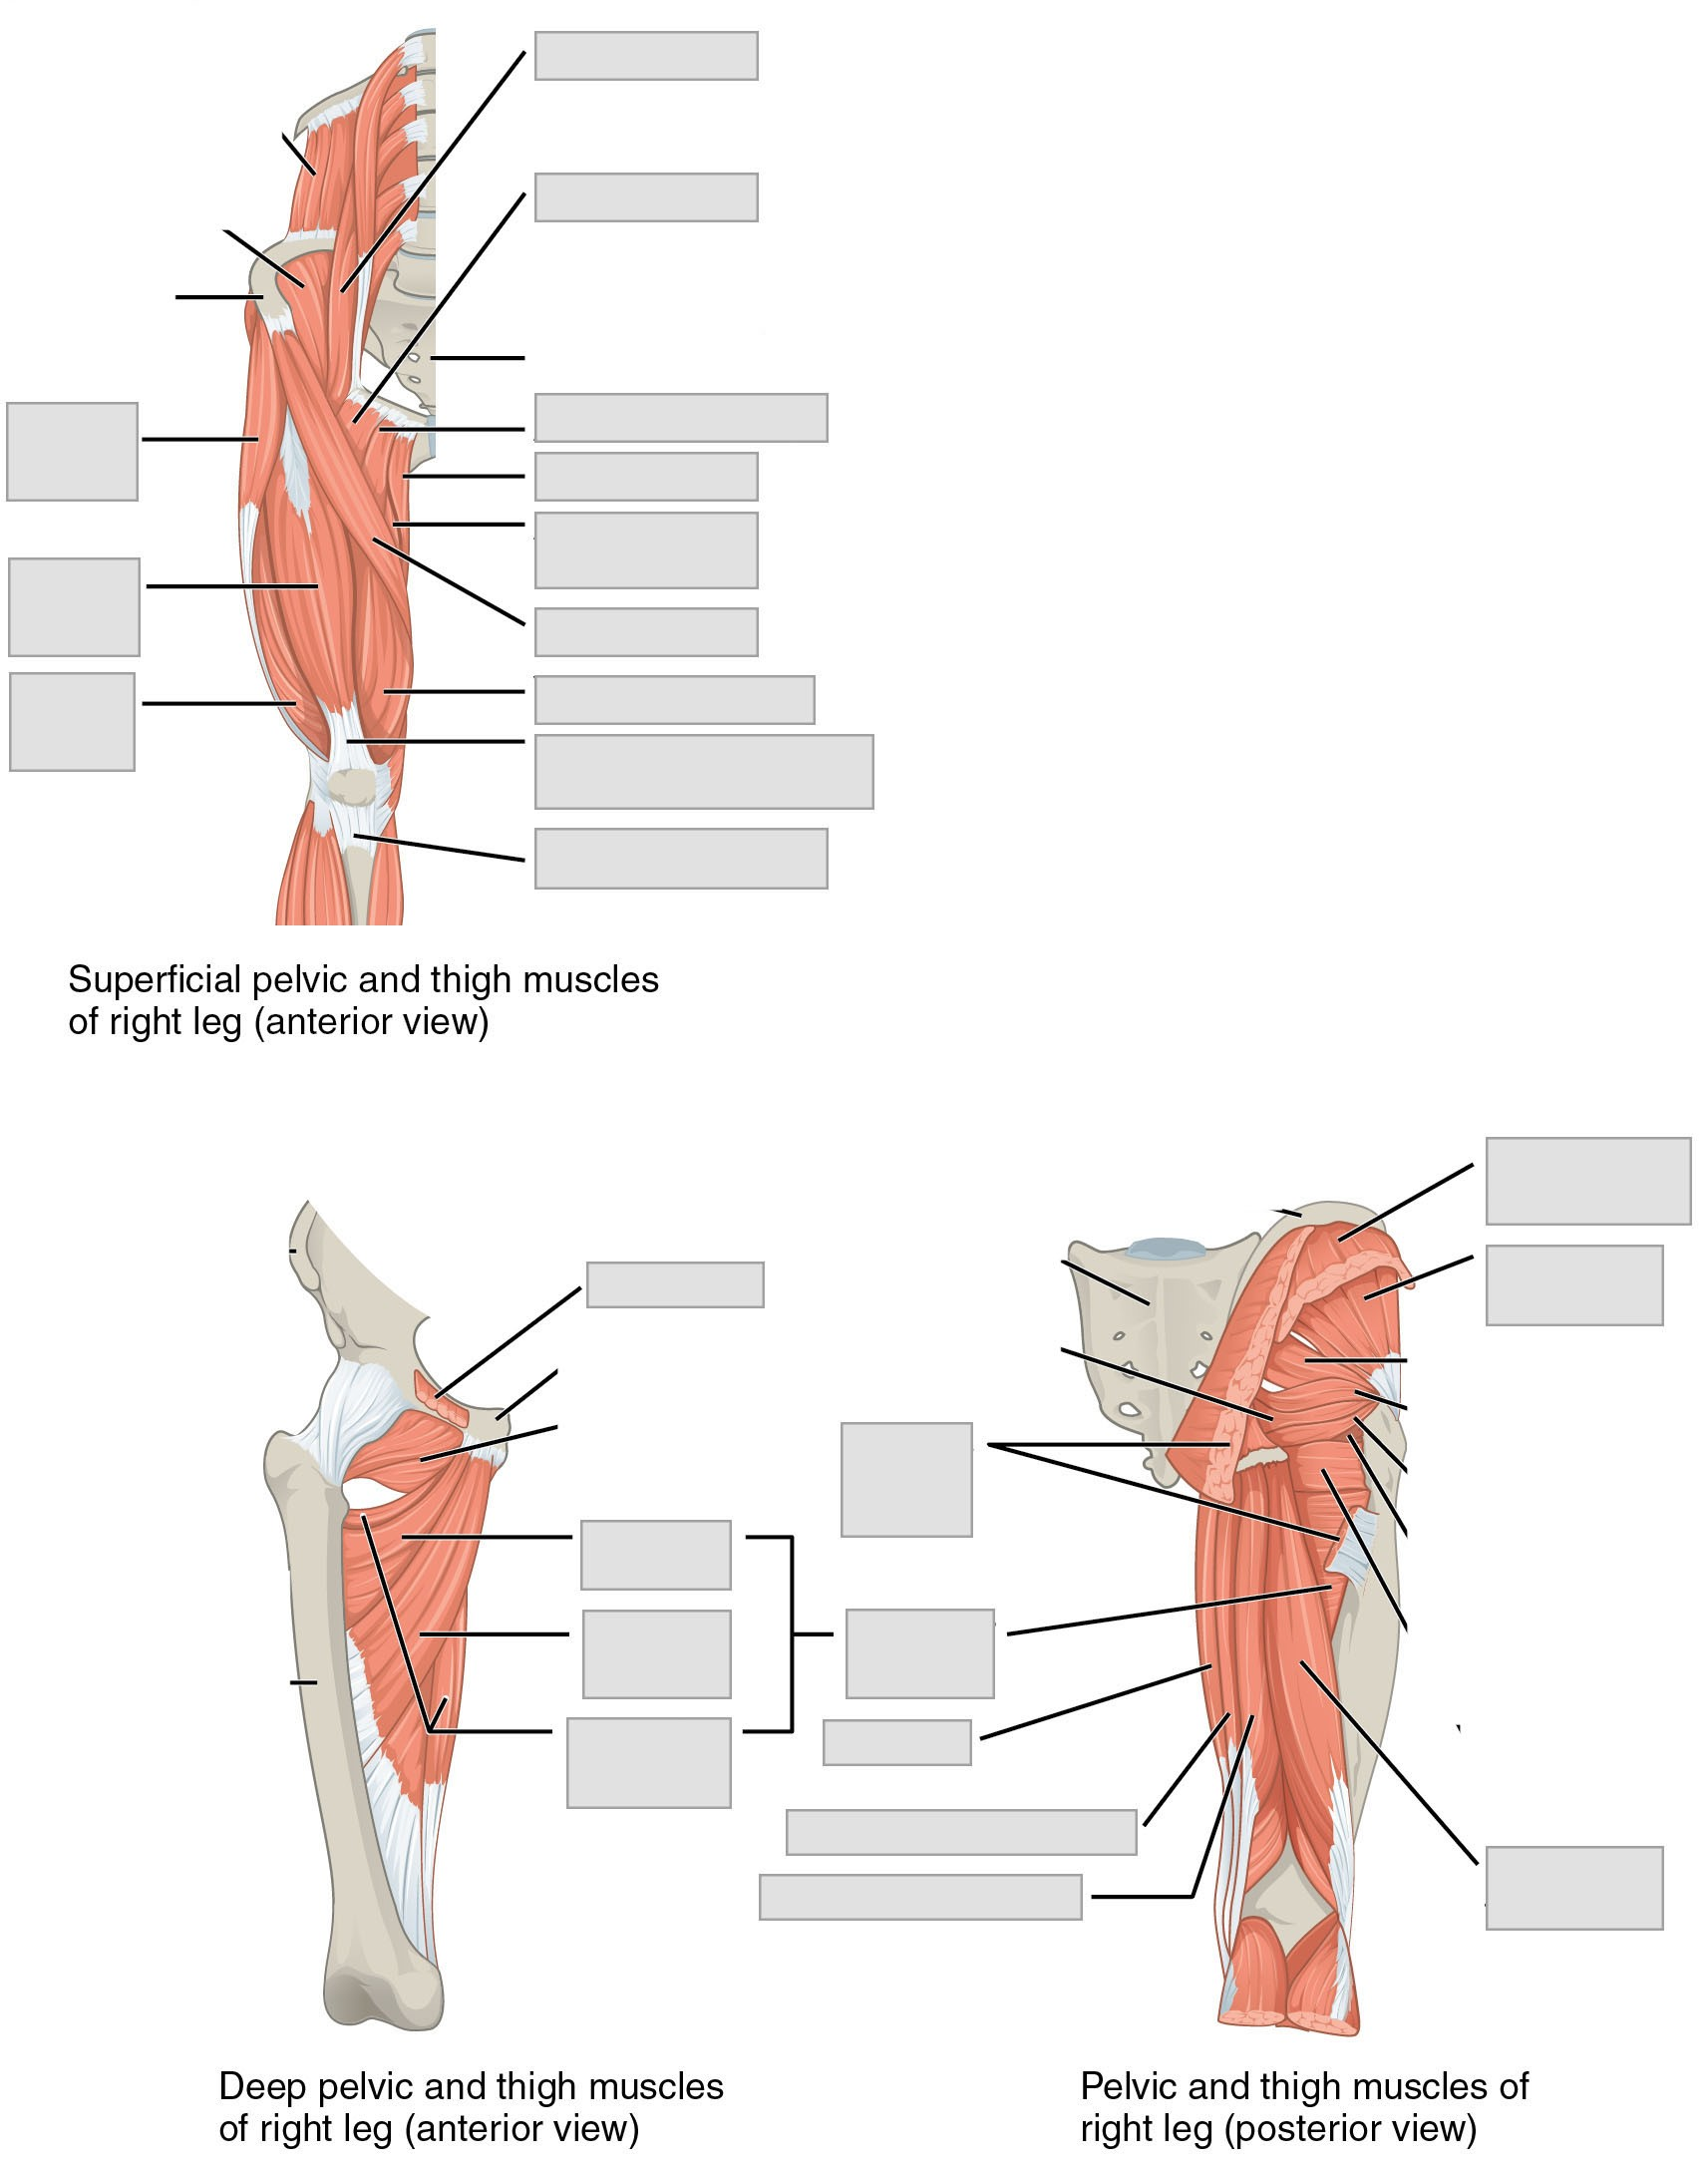 Superficial pelvic and thigh muscles
of right leg (anterior view)
Deep pelvic and thigh muscles
of right leg (anterior view)
Pelvic and thigh muscles of
right leg (posterior view)